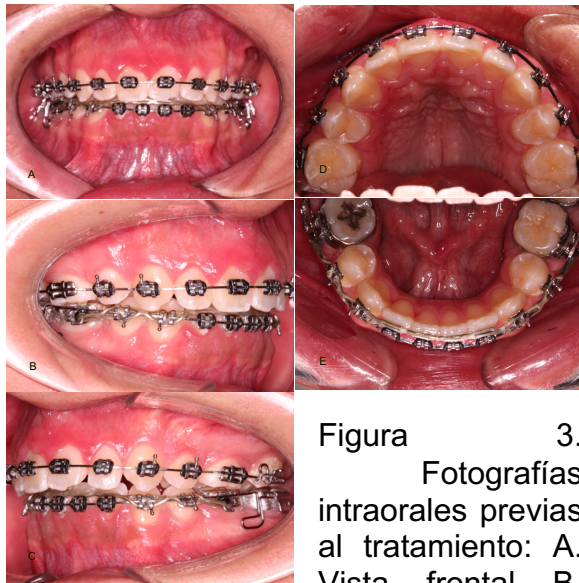 A
D
B
E
C
Figura 3.
Fotografías
intraorales previas
al tratamiento: A.
Vista frontal B.